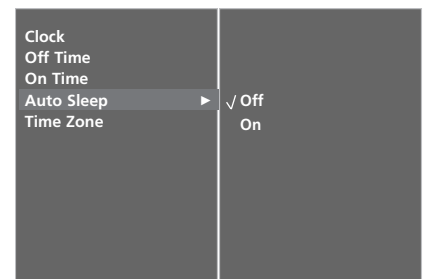 Clock
Off Time
On Time
Auto Sleep ► √ Off
Time Zone On